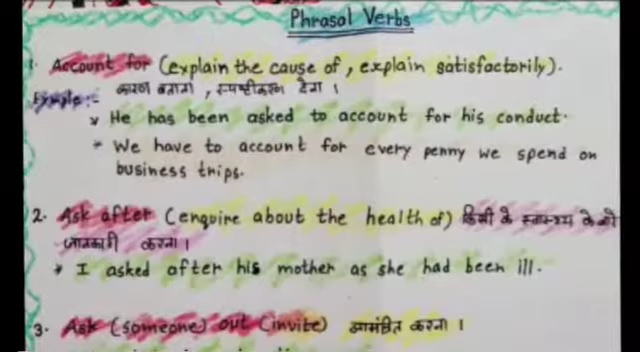 Phrasal Verbs
1. Account for (explain the cause of, explain satisfactorily).
कारण बताना, स्पष्टीकरण देना।
Example:-
* He has been asked to account for his conduct.
* We have to account for every penny we spend on
business trips.
2. Ask after (enquire about the health of) किसी के स्वास्थ्य के
जानकारी करना।
* I asked after his mother as she had been ill.
3. Ask (someone) out (invite) आमंत्रित करना।